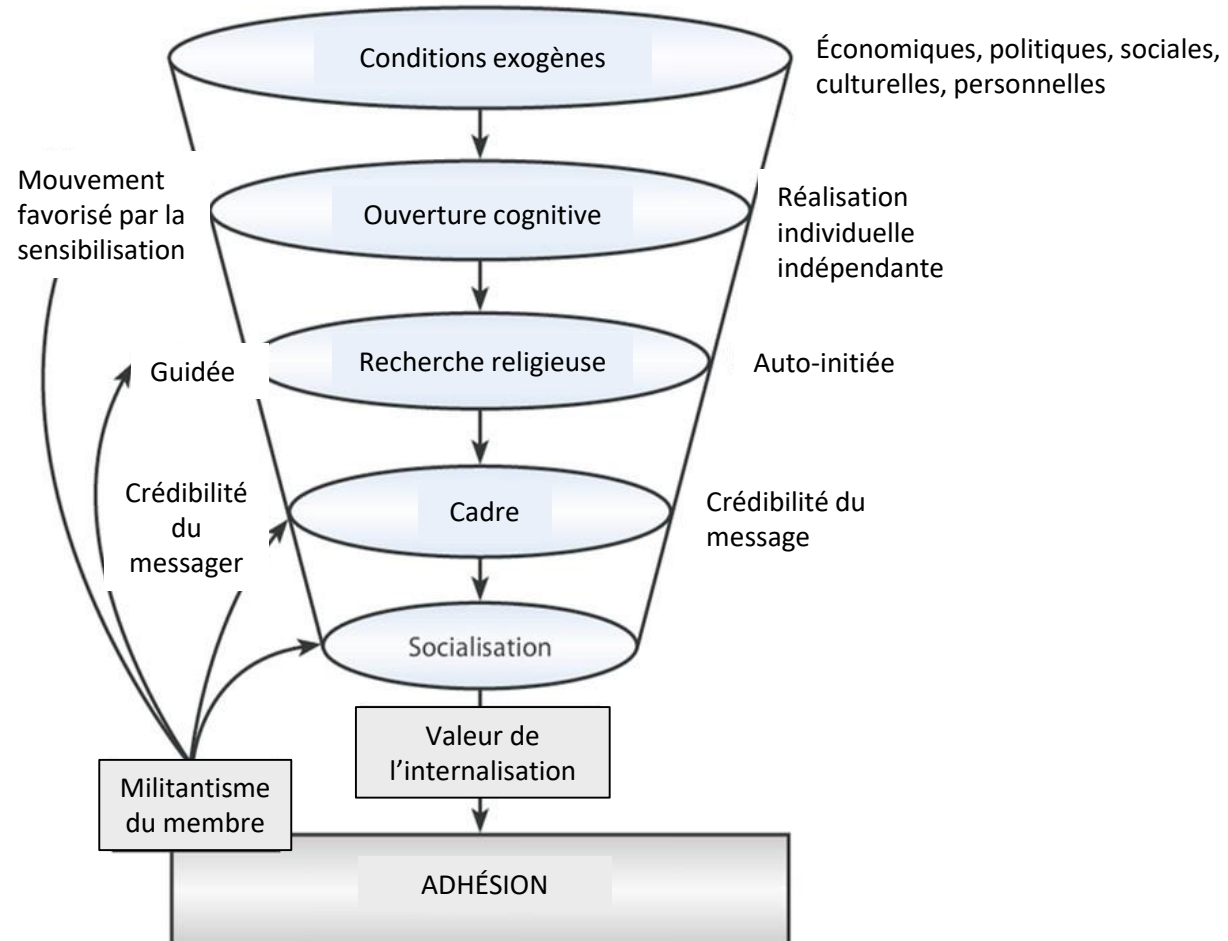 Conditions exogènes
Économiques, politiques, sociales,
culturelles, personnelles
Mouvement
favorisé par la
sensibilisation
Ouverture cognitive
Réalisation
individuelle
indépendante
Guidée
Recherche religieuse
Auto-initiée
Crédibilité
du
messager
Cadre
Crédibilité du
message
Socialisation
Valeur de
l’internalisation
Militantisme
du membre
ADHÉSION